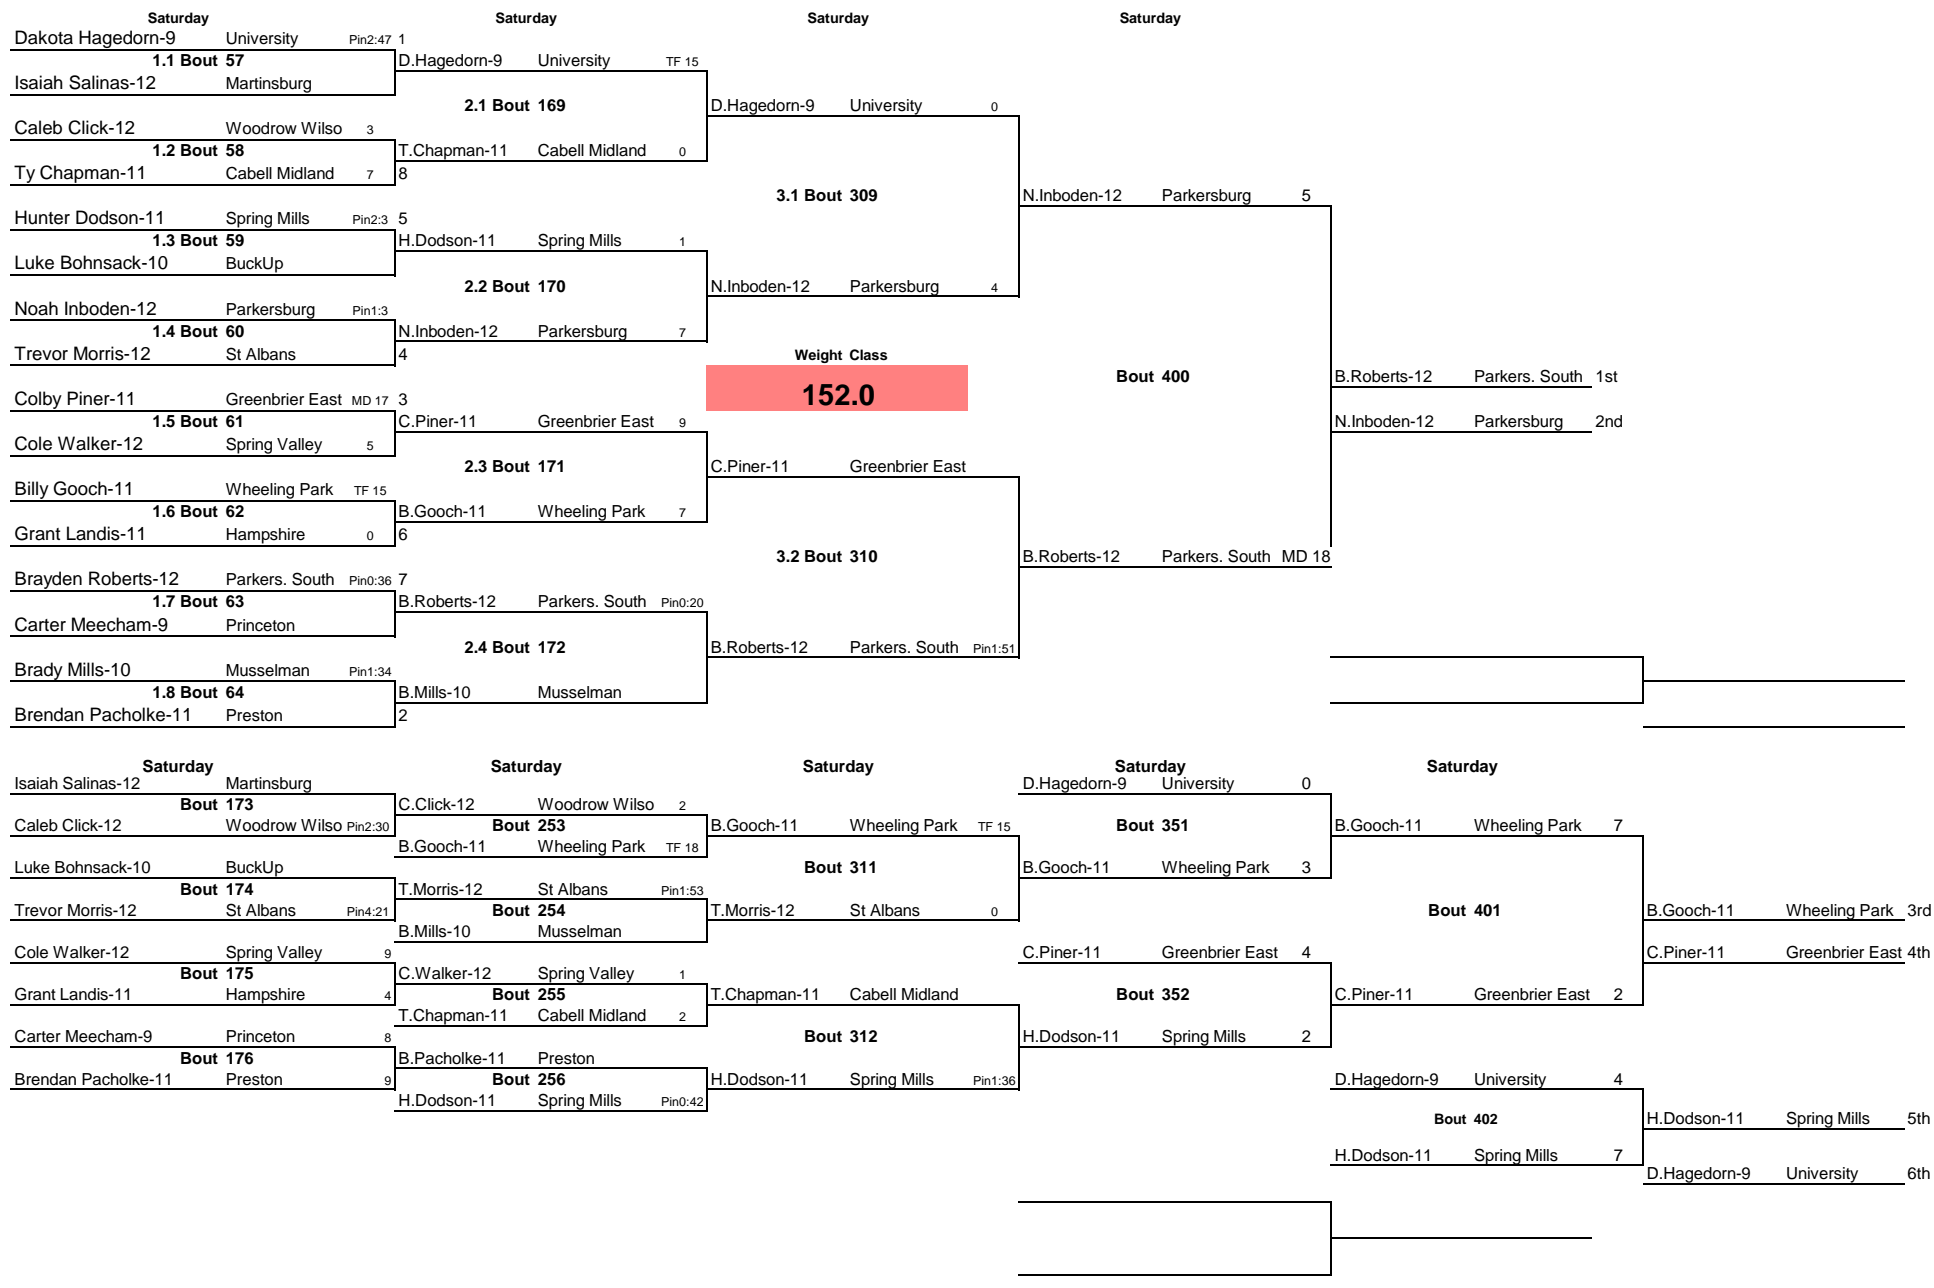 Saturday Saturday Saturday Saturday
Dakota Hagedorn-9 University Pin2:47 1
1.1 Bout 57 D.Hagedorn-9 University TF 15
Isaiah Salinas-12 Martinsburg
2.1 Bout 169 D.Hagedorn-9 University 0
Caleb Click-12 Woodrow Wilso 3
1.2 Bout 58 T.Chapman-11 Cabell Midland 0
Ty Chapman-11 Cabell Midland 7 8
3.1 Bout 309 N.Inboden-12 Parkersburg 5
Hunter Dodson-11 Spring Mills Pin2:3 5
1.3 Bout 59 H.Dodson-11 Spring Mills 1
Luke Bohnsack-10 BuckUp
2.2 Bout 170 N.Inboden-12 Parkersburg 4
Noah Inboden-12 Parkersburg Pin1:3
1.4 Bout 60 N.Inboden-12 Parkersburg 7
Trevor Morris-12 St Albans 4 Weight Class
Bout 400 B.Roberts-12 Parkers. South 1st
152.0
Colby Piner-11 Greenbrier East MD 17 3
1.5 Bout 61 C.Piner-11 Greenbrier East 9 N.Inboden-12 Parkersburg 2nd
Cole Walker-12 Spring Valley 5
2.3 Bout 171 C.Piner-11 Greenbrier East
Billy Gooch-11 Wheeling Park TF 15
1.6 Bout 62 B.Gooch-11 Wheeling Park 7
Grant Landis-11 Hampshire 0 6
3.2 Bout 310 B.Roberts-12 Parkers. South MD 18
Brayden Roberts-12 Parkers. South Pin0:36 7
1.7 Bout 63 B.Roberts-12 Parkers. South Pin0:20
Carter Meecham-9 Princeton
2.4 Bout 172 B.Roberts-12 Parkers. South Pin1:51
Brady Mills-10 Musselman Pin1:34
1.8 Bout 64 B.Mills-10 Musselman
Brendan Pacholke-11 Preston 2
Saturday Saturday Saturday Saturday Saturday
Isaiah Salinas-12 Martinsburg D.Hagedorn-9 University 0
Bout 173 C.Click-12 Woodrow Wilso 2
Caleb Click-12 Woodrow Wilso Pin2:30 Bout 253 B.Gooch-11 Wheeling Park TF 15 Bout 351 B.Gooch-11 Wheeling Park 7
B.Gooch-11 Wheeling Park TF 18
Luke Bohnsack-10 BuckUp Bout 311 B.Gooch-11 Wheeling Park 3
Bout 174 T.Morris-12 St Albans Pin1:53
Trevor Morris-12 St Albans Pin4:21 Bout 254 T.Morris-12 St Albans 0 Bout 401 B.Gooch-11 Wheeling Park 3rd
B.Mills-10 Musselman
Cole Walker-12 Spring Valley 9 C.Piner-11 Greenbrier East 4 C.Piner-11 Greenbrier East 4th
Bout 175 C.Walker-12 Spring Valley 1
Grant Landis-11 Hampshire 4 Bout 255 T.Chapman-11 Cabell Midland Bout 352 C.Piner-11 Greenbrier East 2
T.Chapman-11 Cabell Midland 2
Carter Meecham-9 Princeton 8 Bout 312 H.Dodson-11 Spring Mills 2
Bout 176 B.Pacholke-11 Preston
Brendan Pacholke-11 Preston 9 Bout 256 H.Dodson-11 Spring Mills Pin1:36 D.Hagedorn-9 University 4
H.Dodson-11 Spring Mills Pin0:42
Bout 402 H.Dodson-11 Spring Mills 5th
H.Dodson-11 Spring Mills 7
D.Hagedorn-9 University 6th